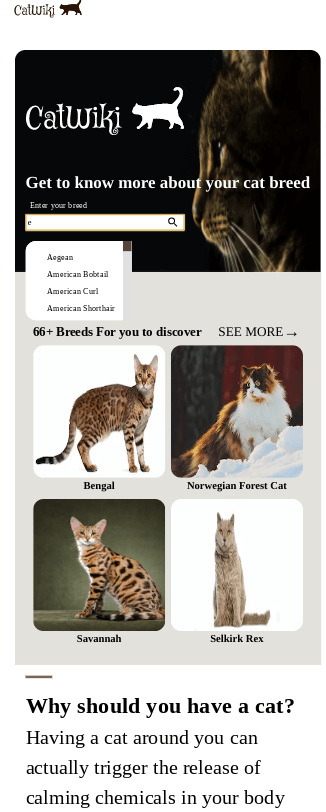 CatWiki
CatWiki
Get to know more about your cat breed
Enter your breed
e
Aegean
American Bobtail
American Curl
American Shorthair
66+ Breeds For you to discover
SEE MORE→
Bengal
Norwegian Forest Cat
Savannah
Selkirk Rex
Why should you have a cat?
Having a cat around you can
actually trigger the release of
calming chemicals in your body